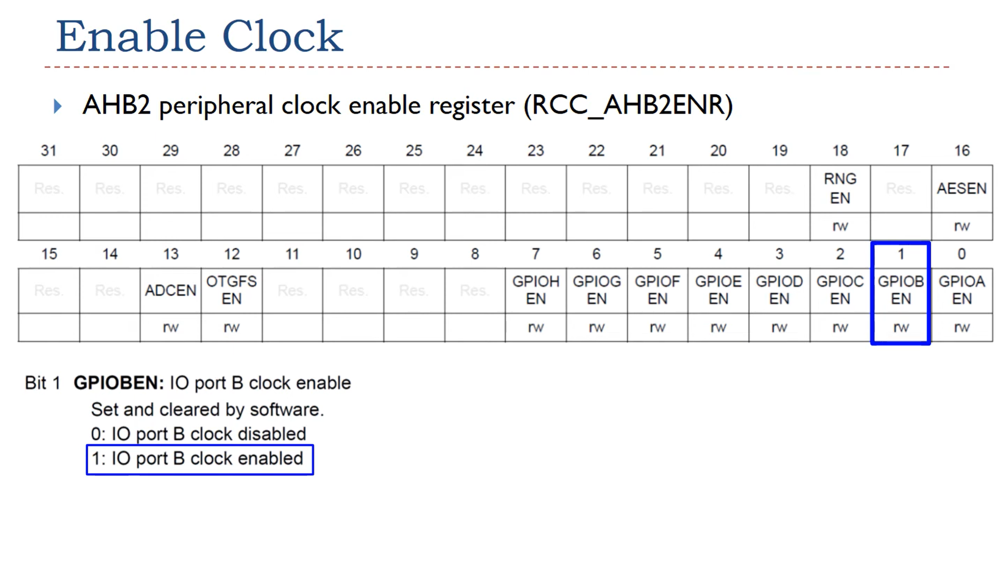 Enable Clock
AHB2 peripheral clock enable register (RCC_AHB2ENR)
31 30 29 28 27 26 25 24 23 22 21 20 19 18 17 16
Res. Res. Res. Res. Res. Res. Res. Res. Res. Res. Res. Res. Res. RNG EN Res. AESEN
rw rw
15 14 13 12 11 10 9 8 7 6 5 4 3 2 1 0
Res. Res. ADCEN OTGFS EN Res. Res. Res. Res. GPIOH EN GPIOG EN GPIOF EN GPIOE EN GPIOD EN GPIOC EN GPIOB EN GPIOA EN
rw rw rw rw rw rw rw rw rw rw
Bit 1 GPIOBEN: IO port B clock enable
Set and cleared by software.
0: IO port B clock disabled
1: IO port B clock enabled